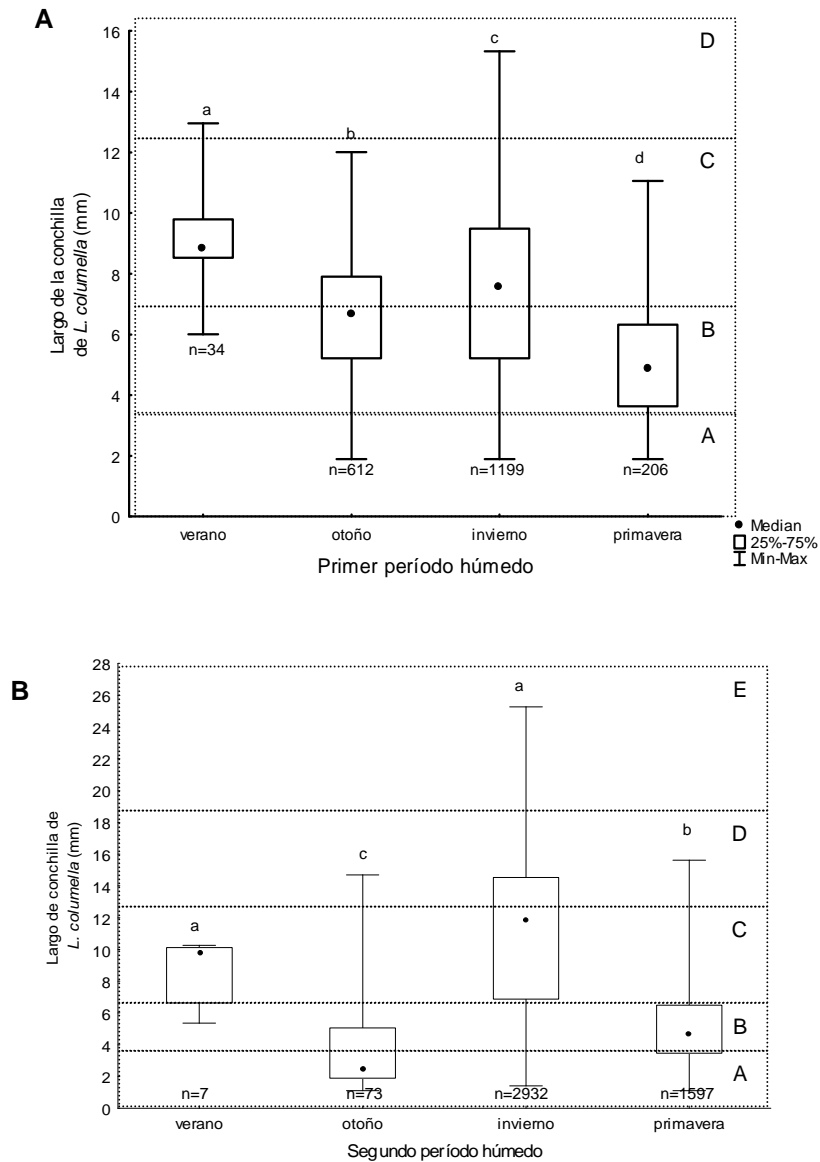 A
16
14
12
10
8
6
4
2
0
Largo de la conchilla
de L. columella (mm)
a
b
c
d
D
C
B
A
n=34
n=612
n=1199
n=206
verano
otoño
invierno
primavera
Primer período húmedo
Median
25%-75%
Min-Max
B
28
26
24
22
20
18
16
14
12
10
8
6
4
2
0
Largo de conchilla de
L. columella (mm)
a
c
a
b
E
D
C
B
A
n=7
n=73
n=2932
n=1597
verano
otoño
invierno
primavera
Segundo período húmedo